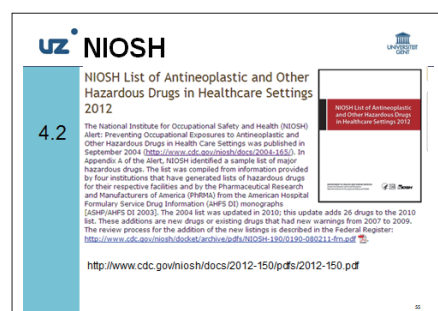 uz NIOSH
UNIVERSITEIT
GENT
NIOSH List of Antineoplastic and Other
Hazardous Drugs in Healthcare Settings
2012
4.2
The National Institute for Occupational Safety and Health (NIOSH)
Alert: Preventing Occupational Exposures to Antineoplastic and
Other Hazardous Drugs in Health Care Settings was published in
September 2004 (http://www.cdc.gov/niosh/docs/2004-165/). In
Appendix A of the Alert, NIOSH identified a sample list of major
hazardous drugs. The list was compiled from information provided
by four institutions that have generated lists of hazardous drugs
for their respective facilities and by the Pharmaceutical Research
and Manufacturers of America (PhRMA) from the American Hospital
Formulary Service Drug Information (AHFS DI) monographs
[ASHP/AHFS DI 2003]. The 2004 list was updated in 2010; this update adds 26 drugs to the 2010
list. These additions are new drugs or existing drugs that had new warnings from 2007 to 2009.
The review process for the addition of the new listings is described in the Federal Register:
http://www.cdc.gov/niosh/docket/archive/pdfs/NIOSH-190/0190-080211-frn.pdf
NIOSH List of Antineoplastic
and Other Hazardous Drugs
in Healthcare Settings 2012
http://www.cdc.gov/niosh/docs/2012-150/pdfs/2012-150.pdf
55